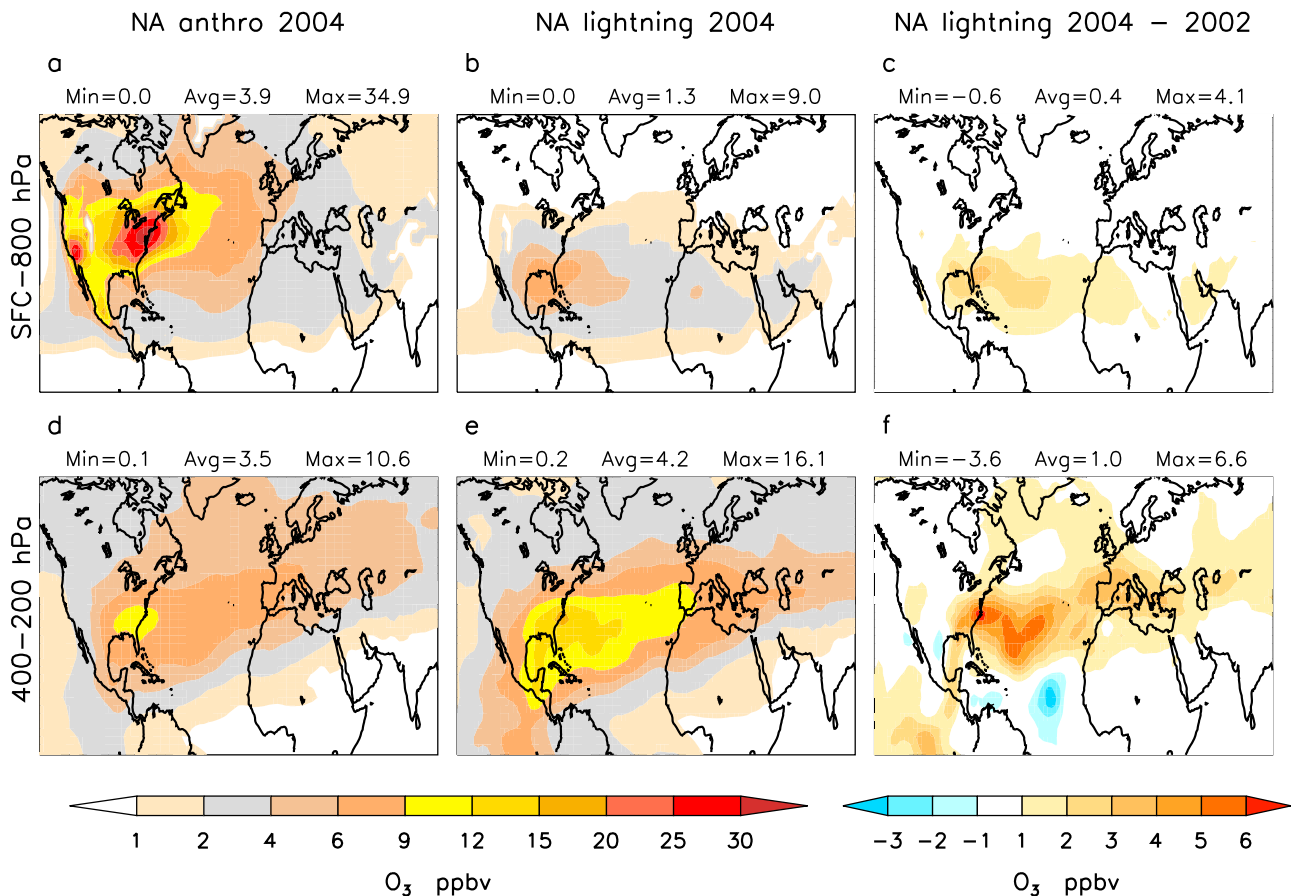 NA anthro 2004
NA lightning 2004
NA lightning 2004 − 2002
a
b
c
Min=0.0 Avg=3.9 Max=34.9
Min=0.0 Avg=1.3 Max=9.0
Min=−0.6 Avg=0.4 Max=4.1
SFC−800 hPa
d
e
f
Min=0.1 Avg=3.5 Max=10.6
Min=0.2 Avg=4.2 Max=16.1
Min=−3.6 Avg=1.0 Max=6.6
400−200 hPa
1 2 4 6 9 12 15 20 25 30
−3 −2 −1 1 2 3 4 5 6
O₃ ppbv
O₃ ppbv